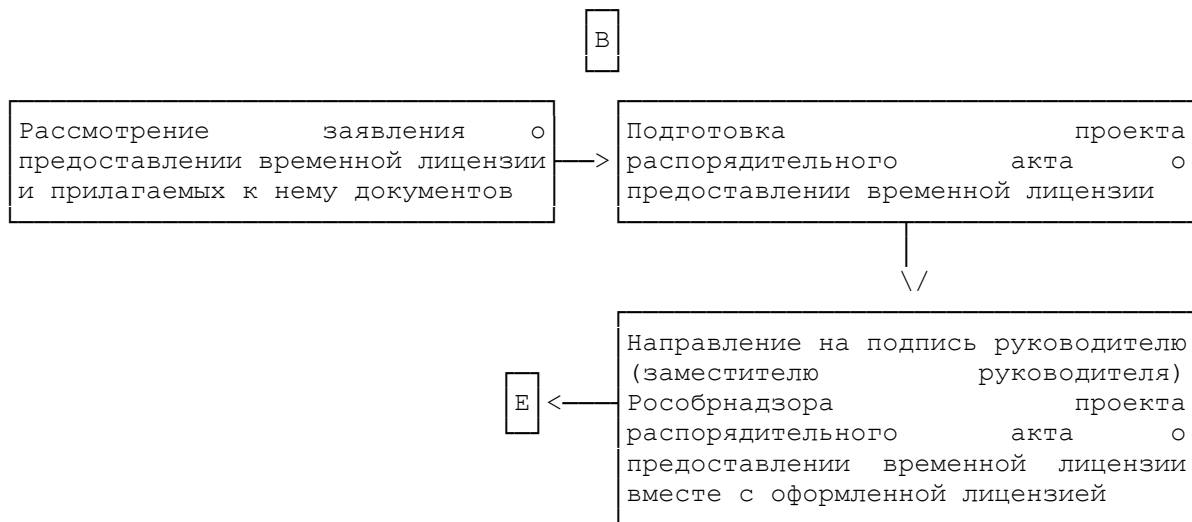 В
Рассмотрение заявления о
предоставлении временной лицензии
и прилагаемых к нему документов
Подготовка проекта
распорядительного акта о
предоставлении временной лицензии
Направление на подпись руководителю
(заместителю руководителя)
Рособрнадзора проекта
распорядительного акта о
предоставлении временной лицензии
вместе с оформленной лицензией
Е